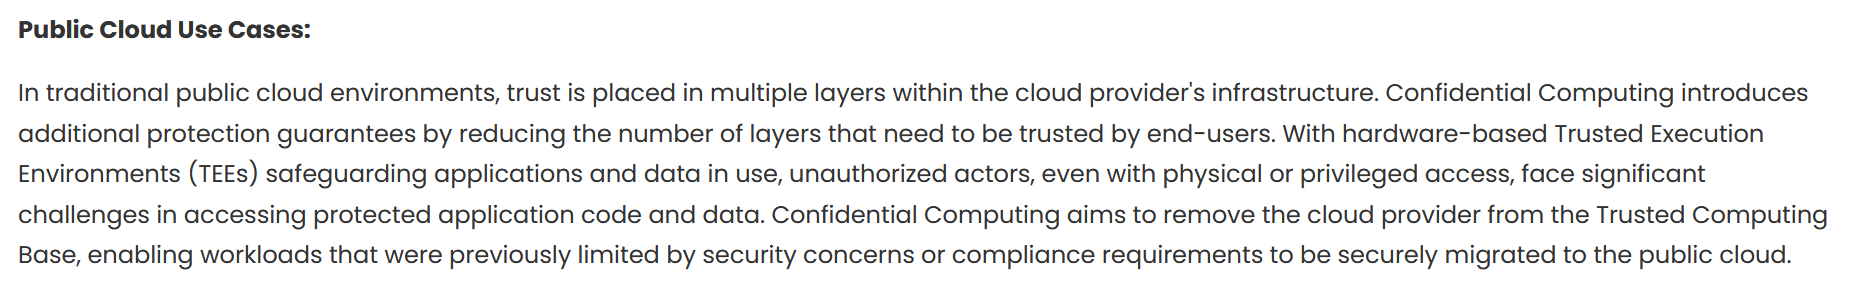 Public Cloud Use Cases:
In traditional public cloud environments, trust is placed in multiple layers within the cloud provider's infrastructure. Confidential Computing introduces
additional protection guarantees by reducing the number of layers that need to be trusted by end-users. With hardware-based Trusted Execution
Environments (TEEs) safeguarding applications and data in use, unauthorized actors, even with physical or privileged access, face significant
challenges in accessing protected application code and data. Confidential Computing aims to remove the cloud provider from the Trusted Computing
Base, enabling workloads that were previously limited by security concerns or compliance requirements to be securely migrated to the public cloud.